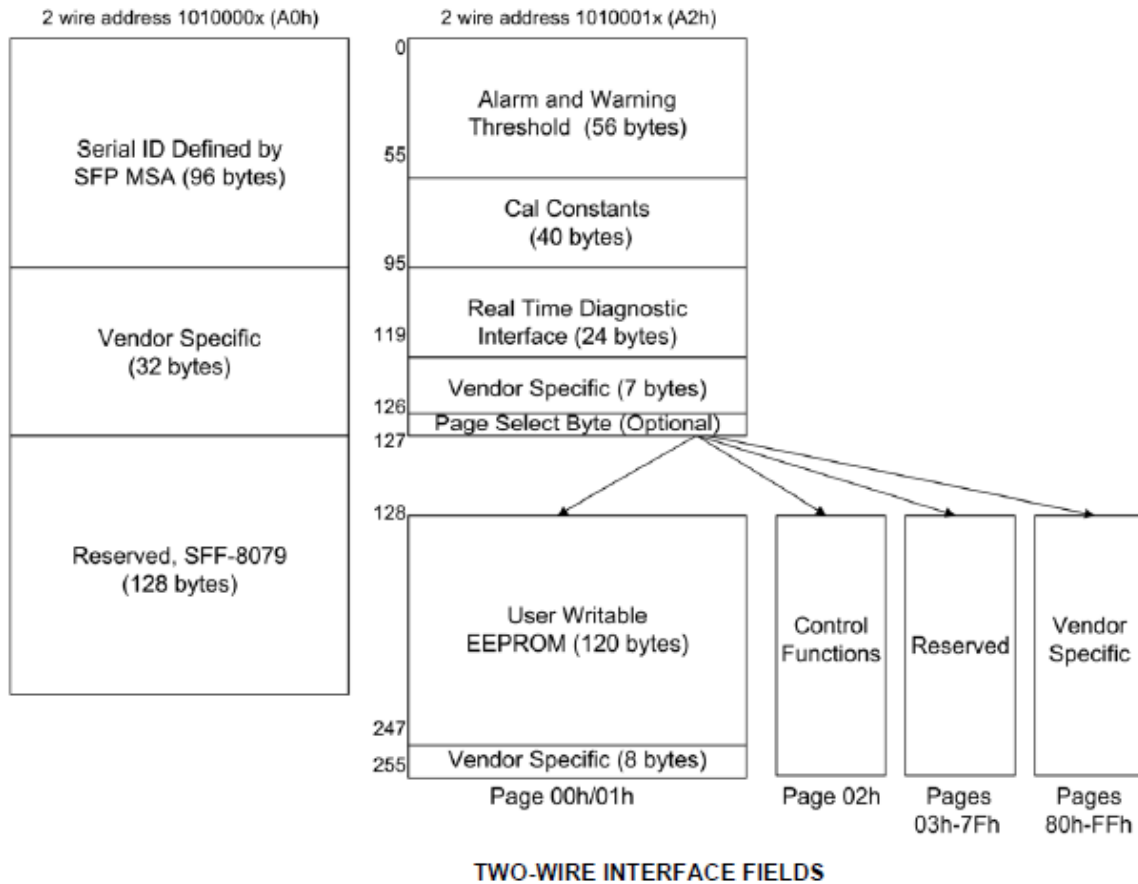 2 wire address 1010000x (A0h)
2 wire address 1010001x (A2h)
Serial ID Defined by
SFP MSA (96 bytes)
Vendor Specific
(32 bytes)
Reserved, SFF-8079
(128 bytes)
0
Alarm and Warning
Threshold (56 bytes)
55
Cal Constants
(40 bytes)
95
Real Time Diagnostic
Interface (24 bytes)
119
Vendor Specific (7 bytes)
126
Page Select Byte (Optional)
127
128
User Writable
EEPROM (120 bytes)
247
Vendor Specific (8 bytes)
255
Page 00h/01h
Control
Functions
Page 02h
Reserved
Pages
03h-7Fh
Vendor
Specific
Pages
80h-FFh
TWO-WIRE INTERFACE FIELDS